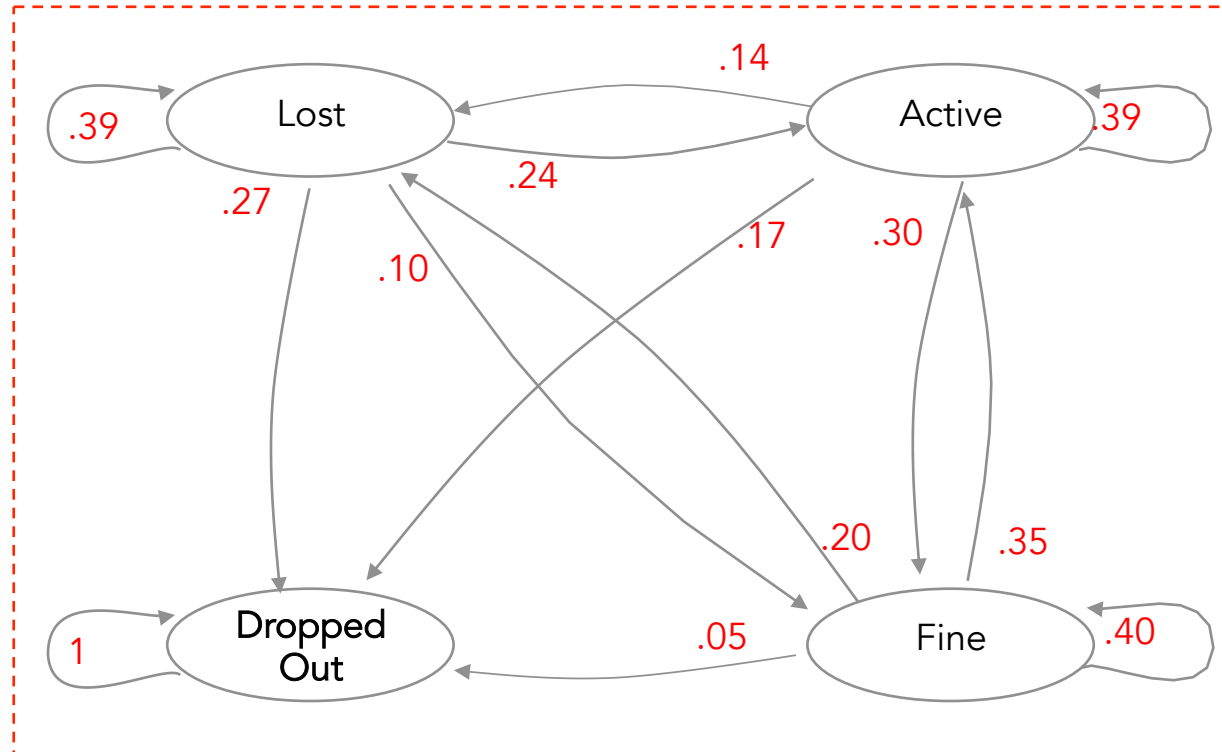 .14
Lost
Active
.39
.39
.24
.27
.17
.30
.10
.20
.35
Dropped
Out
Fine
.05
.40
1